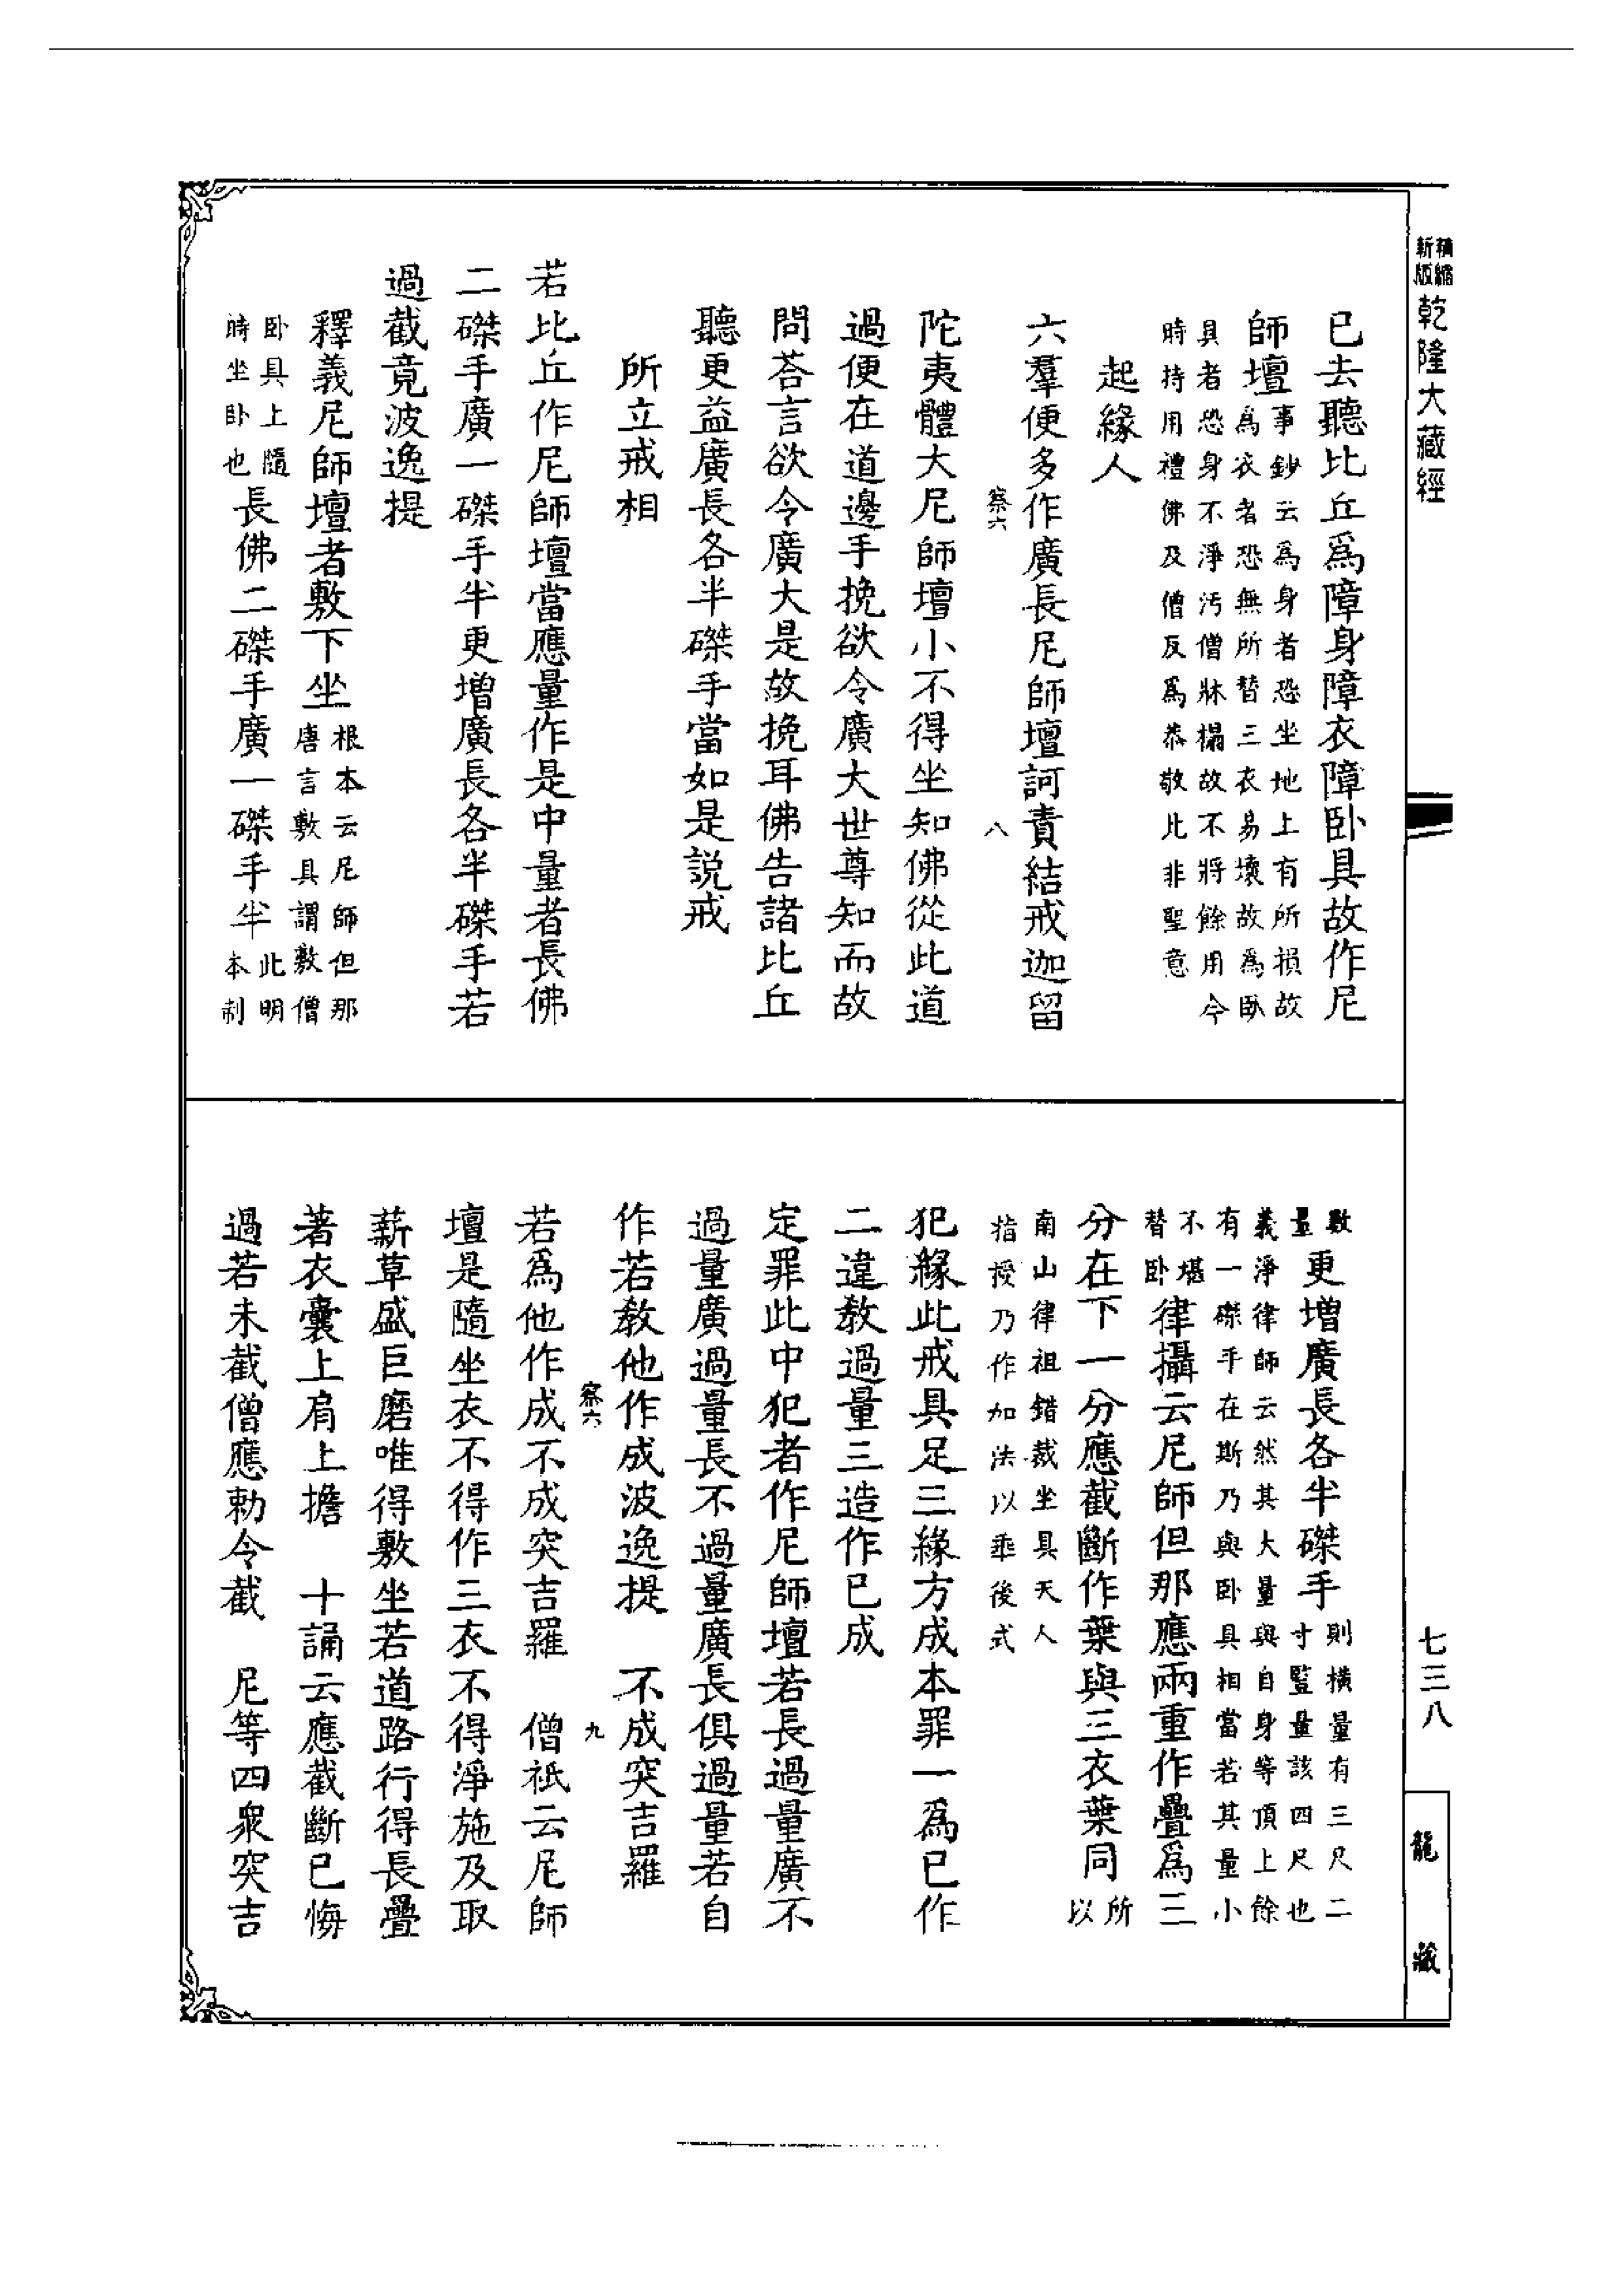 新縮
版精
乾隆大藏經
已去聽比丘爲障身障衣障卧具故作尼
師壇事鈔云爲身者恐坐地上有所損故爲衣者恐無所替三衣易壞故爲卧
具者恐身不淨污僧牀榻故不將餘用今時持用禮佛及僧反爲恭敬此非聖意
起緣人
六羣便多作廣長尼師壇訶責結戒迦留
察六
八
陀夷體大尼師壇小不得坐知佛從此道
過便在道邊手挽欲令廣大世尊知而故
問荅言欲令廣大是故挽耳佛告諸比丘
聽更益廣長各半磔手當如是説戒
所立戒相
若比丘作尼師壇當應量作是中量者長佛
二磔手廣一磔手半更增廣長各半磔手若
過截竟波逸提
釋義尼師壇者敷下坐根本云尼師但那唐言敷具謂敷僧
卧具上隨時坐卧也長佛二磔手廣一磔手半此明本制
數量更增廣長各半磔手則橫量有三尺二寸監量該四尺也
義淨律師云然其大量與自身等頂上餘有一磔手在斯乃與卧具相當若其量小
不堪替卧律攝云尼師但那應兩重作疊爲三
分在下一分應截斷作葉與三衣葉同所以
南山律祖錯裁坐具天人指授乃作如法以垂後式
犯緣此戒具足三緣方成本罪一爲已作
二違敎過量三造作已成
定罪此中犯者作尼師壇若長過量廣不
過量廣過量長不過量廣長俱過量若自
作若敎他作成波逸提　不成突吉羅
察六
九
若爲他作成不成突吉羅　僧祇云尼師
壇是隨坐衣不得作三衣不得淨施及取
薪草盛巨磨唯得敷坐若道路行得長疊
著衣囊上肩上擔　十誦云應截斷已悔
過若未截僧應勅令截　尼等四衆突吉
七三八
龍藏